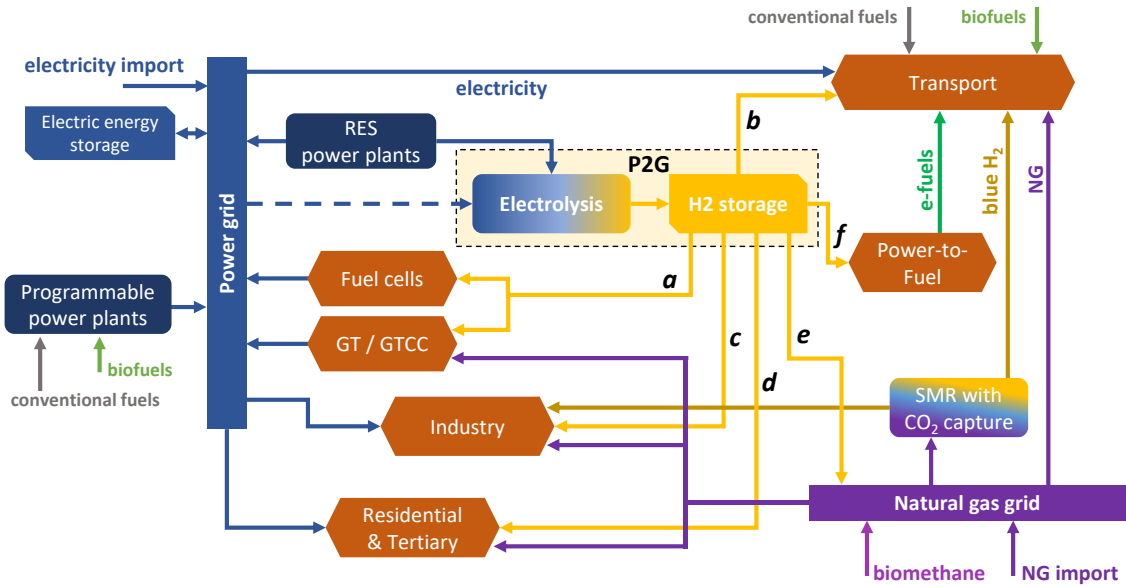 conventional fuels
biofuels
electricity import
electricity
Transport
Electric energy
storage
RES
power plants
b
P2G
Electrolysis
H2 storage
e-fuels
blue H₂
NG
Power grid
f
Power-to-
Fuel
Fuel cells
a
Programmable
power plants
GT / GTCC
c
e
d
biofuels
conventional fuels
Industry
SMR with
CO₂ capture
Natural gas grid
Residential
& Tertiary
biomethane
NG import